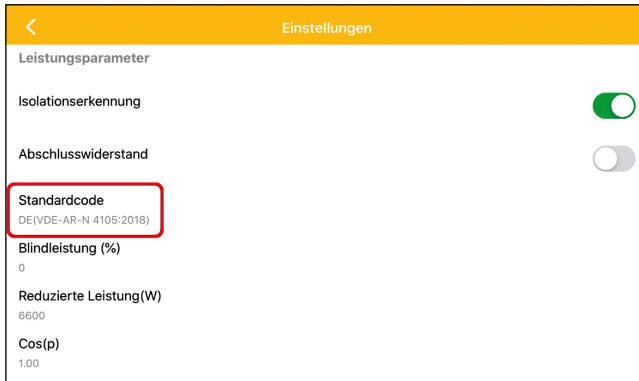 Einstellungen
Leistungsparameter
Isolationserkennung
Abschlusswiderstand
Standardcode
DE(VDE-AR-N 4105:2018)
Blindleistung (%)
0
Reduzierte Leistung(W)
6600
Cos(p)
1.00